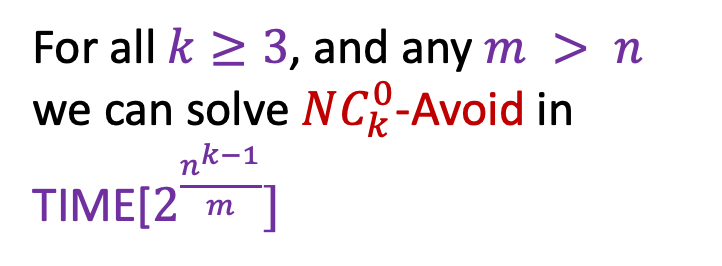 For all k ≥ 3, and any m > n
we can solve NC⁰ₖ-Avoid in
TIME[2^(n^(k−1)/m)]